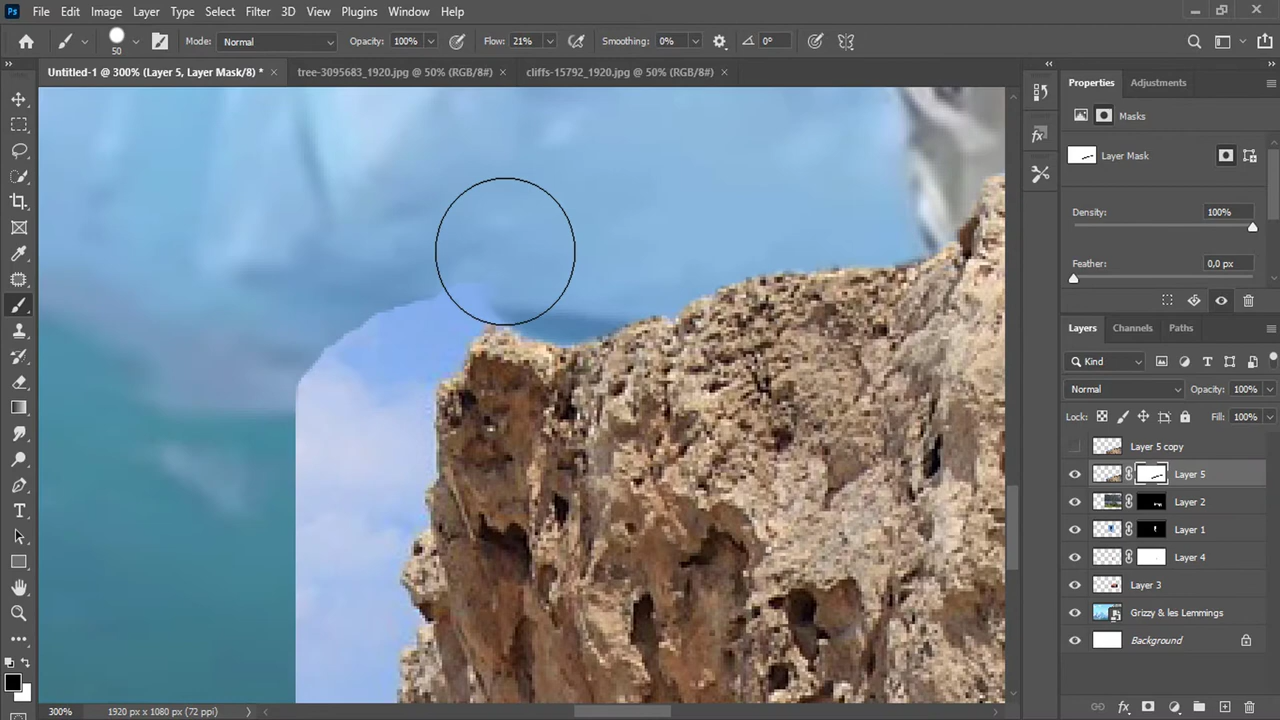 Ps File Edit Image Layer Type Select Filter 3D View Plugins Window Help
50 Mode: Normal Opacity: 100% Flow: 21% Smoothing: 0% 0°
Untitled-1 @ 300% (Layer 5, Layer Mask/8) * × tree-3095683_1920.jpg @ 50% (RGB/8#) × cliffs-15792_1920.jpg @ 50% (RGB/8#) ×
Properties Adjustments
Masks
Layer Mask
Density: 100%
Feather: 0,0 px
Layers Channels Paths
Kind
Normal Opacity: 100%
Lock: Fill: 100%
Layer 5 copy
Layer 5
Layer 2
Layer 1
Layer 4
Layer 3
Grizzy & les Lemmings
Background
300% 1920 px x 1080 px (72 ppi)